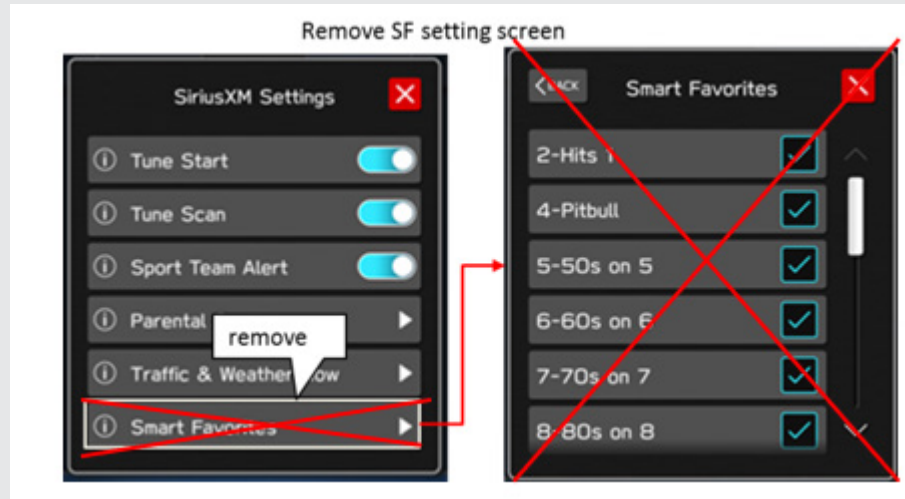 Remove SF setting screen
SiriusXM Settings
Tune Start
Tune Scan
Sport Team Alert
Parental
remove
Traffic & Weather
Smart Favorites
BACK
Smart Favorites
2-Hits 1
4-Pitbull
5-50s on 5
6-60s on 6
7-70s on 7
8-80s on 8